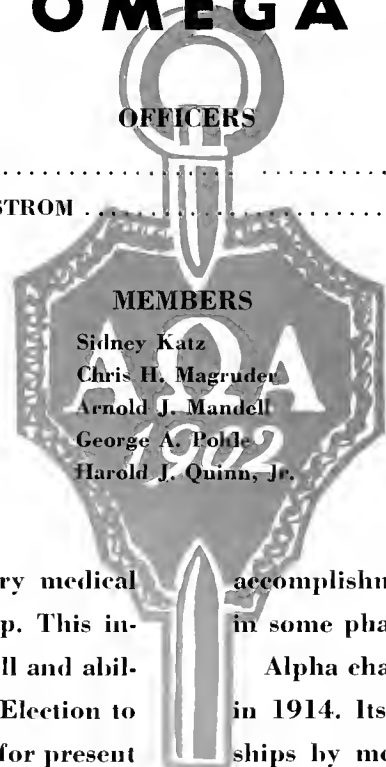 OMEGA
OFFICERS
STROM
MEMBERS
Sidney Katz
Chris H. Magruder
Arnold J. Mandell
George A. Pohle
Harold J. Quinn, Jr.
ΑΩΑ
1902
ry medical
p. This in-
ll and abil-
Election to
for present
accomplishm
in some pha
Alpha cha
in 1914. Its
ships by me